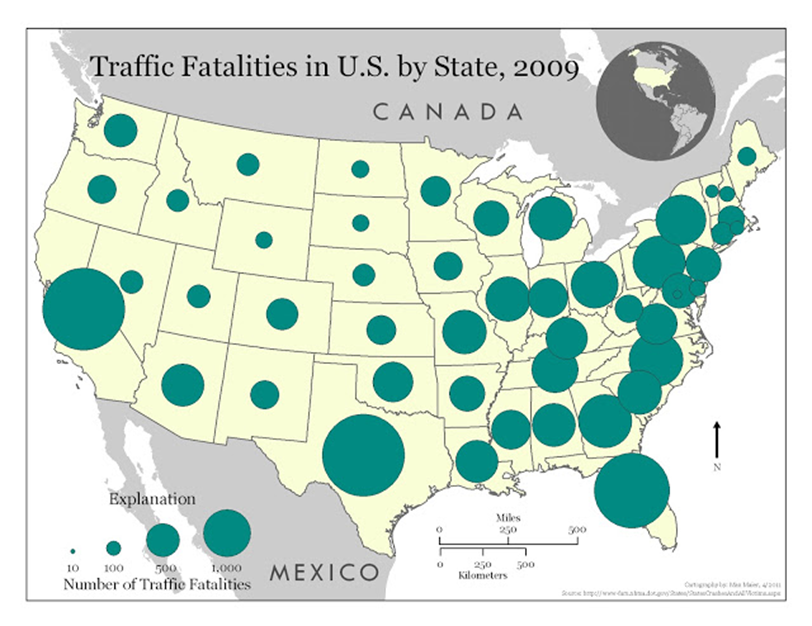 Traffic Fatalities in U.S. by State, 2009
CANADA
N
Explanation
10 100 500 1,000
Number of Traffic Fatalities
MEXICO
Miles
0 250 500
0 250 500
Kilometers
Cartography by: Max Maier, 4/2011